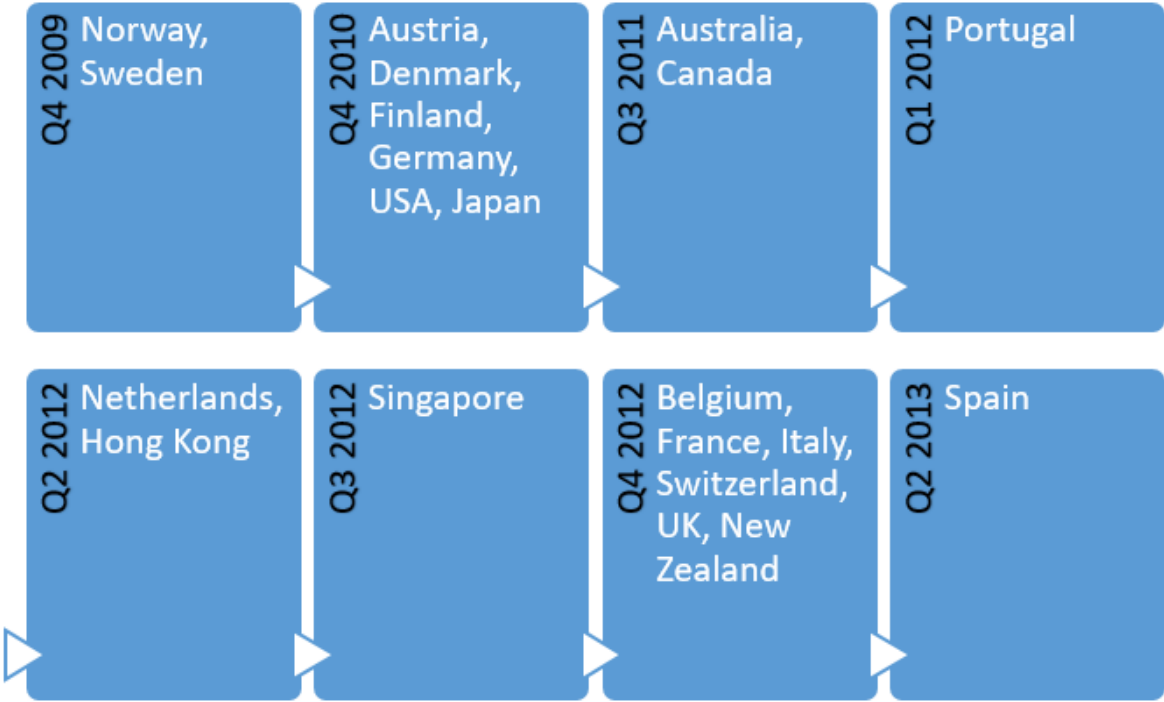 Q4 2009
Norway,
Sweden
Q4 2010
Austria,
Denmark,
Finland,
Germany,
USA, Japan
Q3 2011
Australia,
Canada
Q1 2012
Portugal
Q2 2012
Netherlands,
Hong Kong
Q3 2012
Singapore
Q4 2012
Belgium,
France, Italy,
Switzerland,
UK, New
Zealand
Q2 2013
Spain